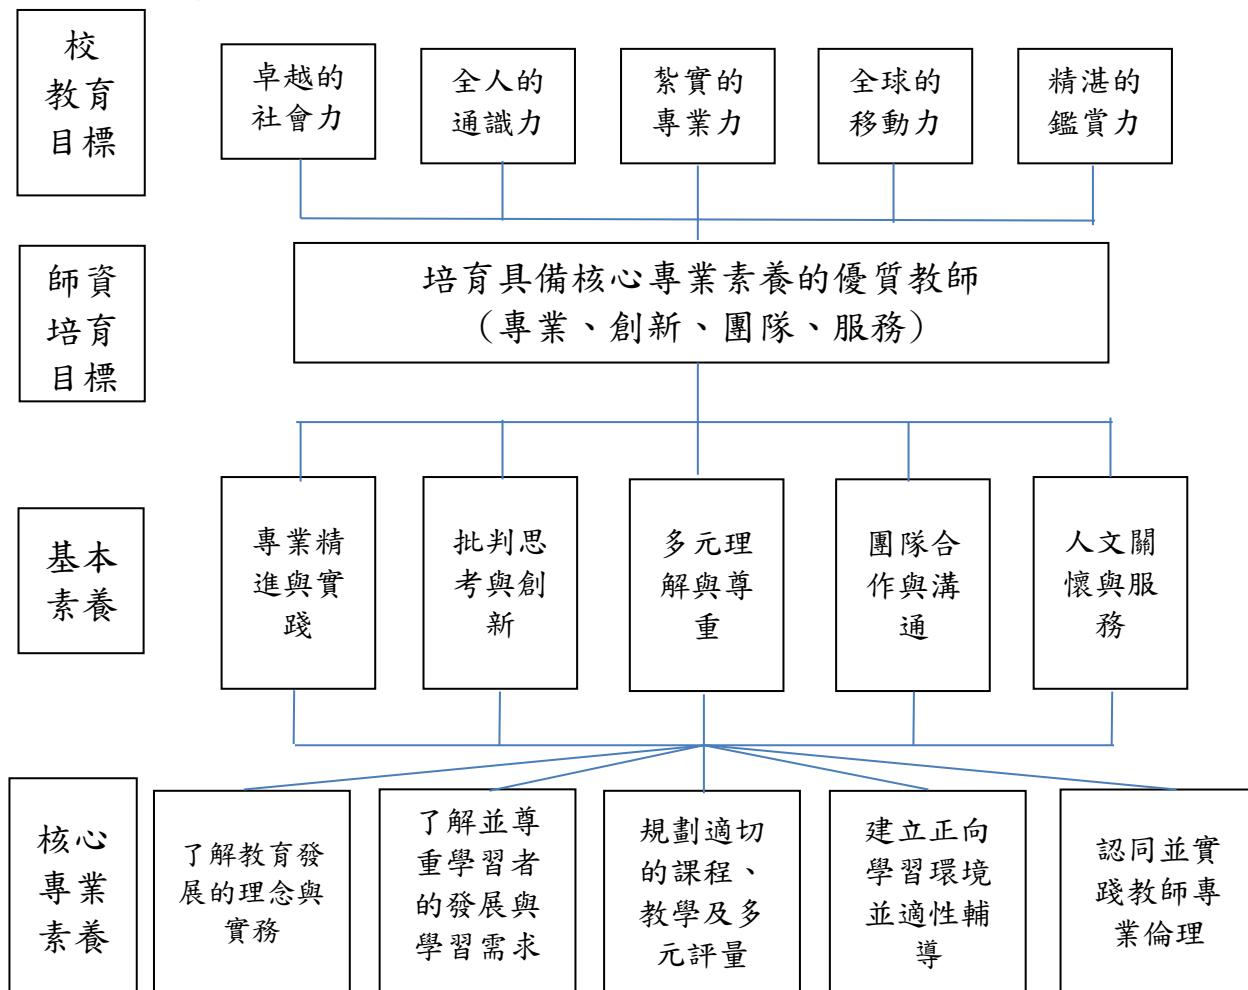 校
教育
目標
卓越的
社會力
全人的
通識力
紮實的
專業力
全球的
移動力
精湛的
鑑賞力
師資
培育
目標
培育具備核心專業素養的優質教師
（專業、創新、團隊、服務）
基本
素養
專業精
進與實
踐
批判思
考與創
新
多元理
解與尊
重
團隊合
作與溝
通
人文關
懷與服
務
核心
專業
素養
了解教育發
展的理念與
實務
了解並尊
重學習者
的發展與
學習需求
規劃適切
的課程、
教學及多
元評量
建立正向
學習環境
並適性輔
導
認同並實
踐教師專
業倫理